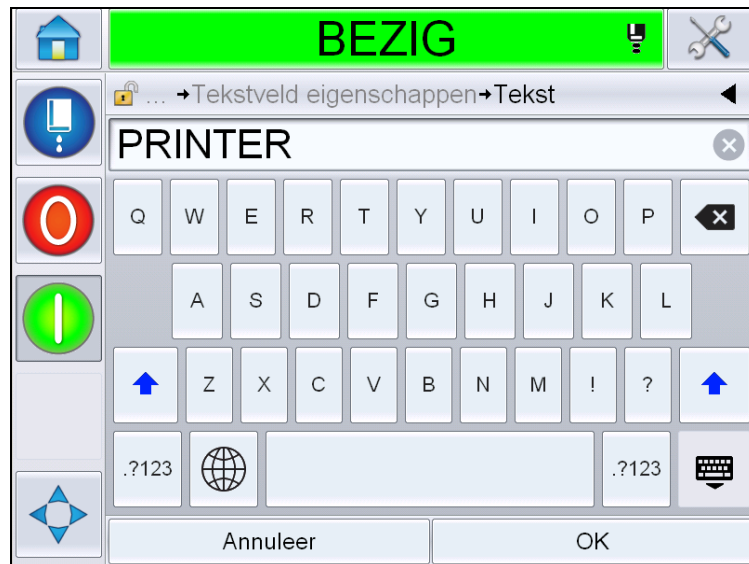 BEZIG
... →Tekstveld eigenschappen→Tekst
PRINTER
Q W E R T Y U I O P
A S D F G H J K L
Z X C V B N M ! ?
.?123 .?123
Annuleer OK